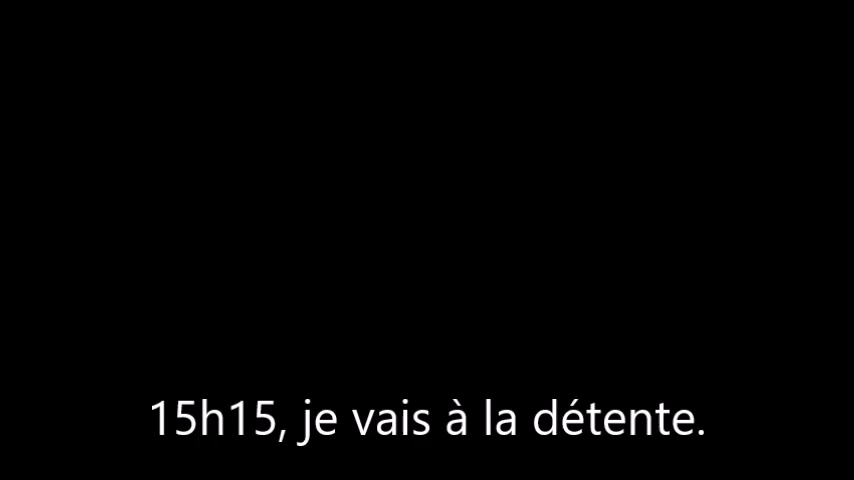 15h15, je vais à la détente.